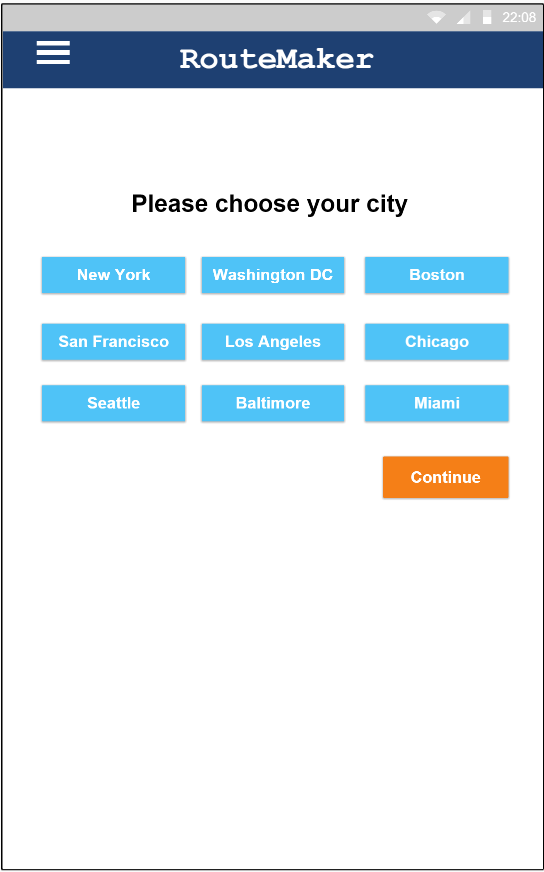 22:08
RouteMaker
Please choose your city
New York Washington DC Boston
San Francisco Los Angeles Chicago
Seattle Baltimore Miami
Continue